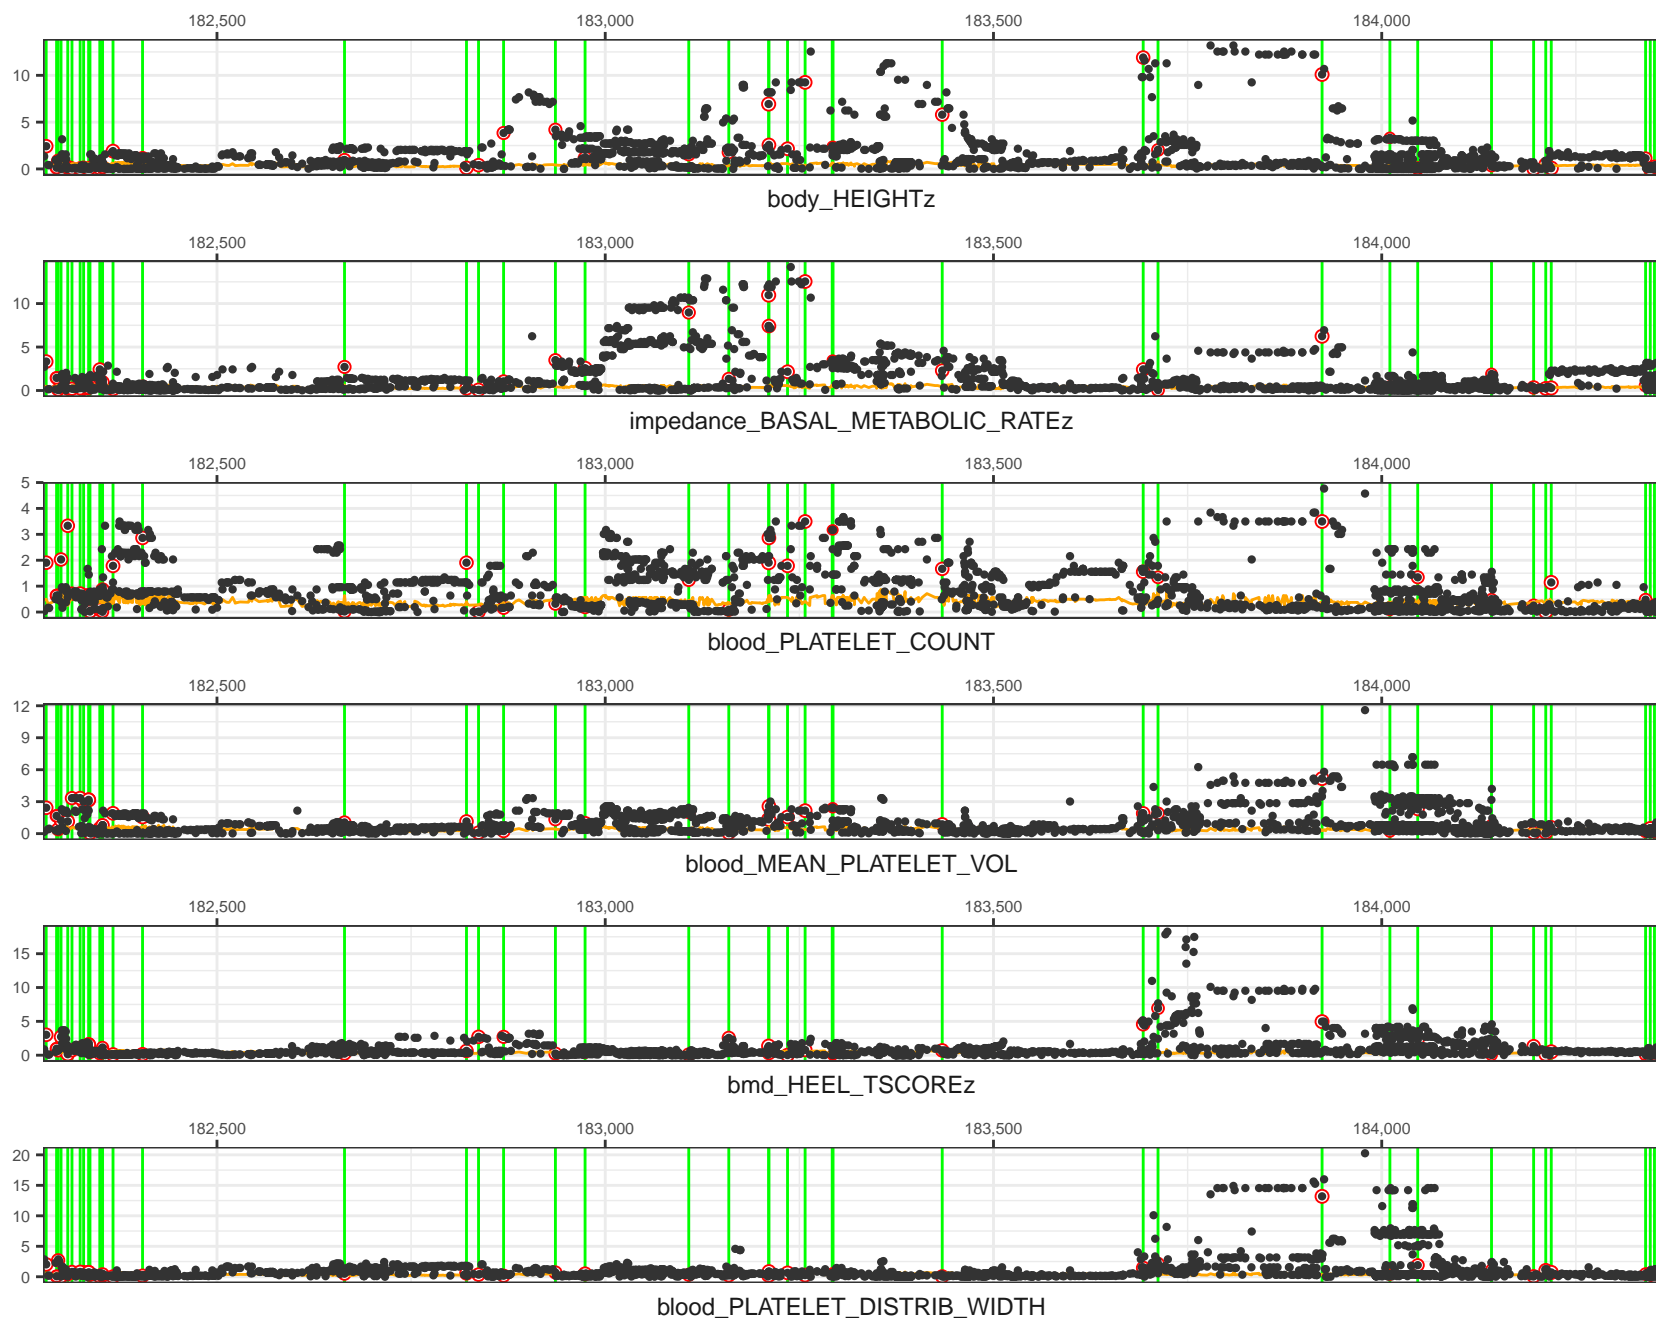 182,500 183,000 183,500 184,000
10
5
0
body_HEIGHTz
182,500 183,000 183,500 184,000
10
5
0
impedance_BASAL_METABOLIC_RATEz
182,500 183,000 183,500 184,000
5
4
3
2
1
0
blood_PLATELET_COUNT
182,500 183,000 183,500 184,000
12
9
6
3
0
blood_MEAN_PLATELET_VOL
182,500 183,000 183,500 184,000
15
10
5
0
bmd_HEEL_TSCOREz
182,500 183,000 183,500 184,000
20
15
10
5
0
blood_PLATELET_DISTRIB_WIDTH